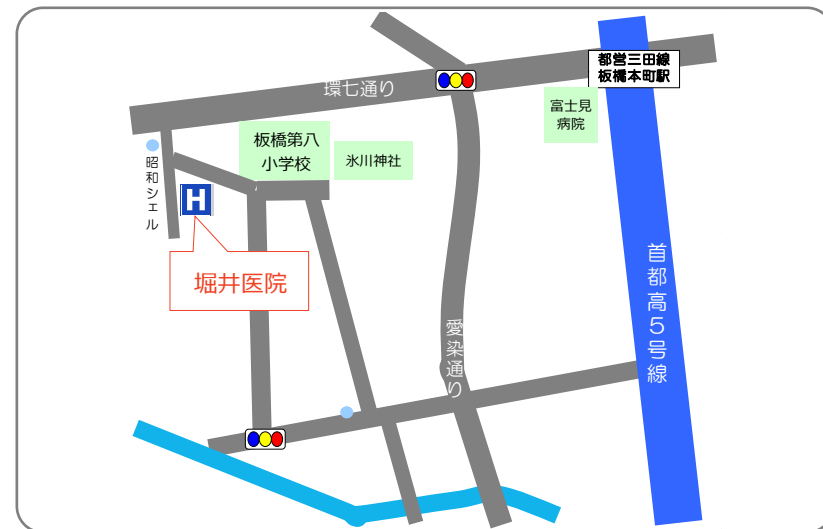 都営三田線
板橋本町駅
環七通り
富士見
病院
板橋第八
小学校
氷川神社
昭和シェル
H
堀井医院
首都高５号線
愛染通り